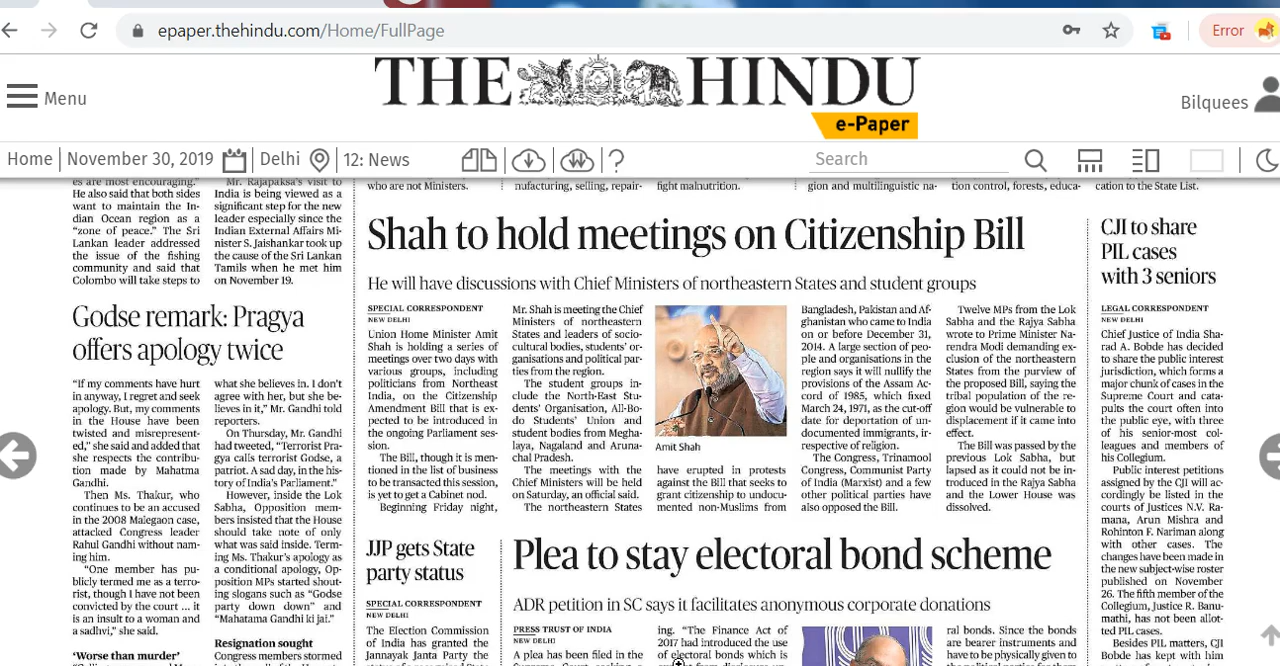 epaper.thehindu.com/Home/FullPage
Error
Menu
THE HINDU
e-Paper
Bilquees
Home
November 30, 2019
Delhi
12: News
?
Search
es are most encouraging."
He also said that both sides
want to maintain the In-
dian Ocean region as a
“zone of peace.” The Sri
Lankan leader addressed
the issue of the fishing
community and said that
Colombo will take steps to
Mr. Rajapaksa's visit to
India is being viewed as a
significant step for the new
leader especially since the
Indian External Affairs Mi-
nister S. Jaishankar took up
the cause of the Sri Lankan
Tamils when he met him
on November 19.
Godse remark: Pragya
offers apology twice
“If my comments have hurt
in anyway, I regret and seek
apology. But, my comments
in the House have been
twisted and misrepresent-
ed,” she said and added that
she respects the contribu-
tion made by Mahatma
Gandhi.
Then Ms. Thakur, who
continues to be an accused
in the 2008 Malegaon case,
attacked Congress leader
Rahul Gandhi without nam-
ing him.
“One member has pu-
blicly termed me as a terro-
rist, though I have not been
convicted by the court ... it
is an insult to a woman and
a sadhvi,” she said.
‘Worse than murder’
what she believes in. I don't
agree with her, but she be-
lieves in it,” Mr. Gandhi told
reporters.
On Thursday, Mr. Gandhi
had tweeted, “Terrorist Pra-
gya calls terrorist Godse, a
patriot. A sad day, in the his-
tory of India's Parliament.”
However, inside the Lok
Sabha, Opposition mem-
bers insisted that the House
should take note of only
what was said inside. Term-
ing Ms. Thakur's apology as
a conditional apology, Op-
position MPs started shout-
ing slogans such as “Godse
party down down” and
“Mahatama Gandhi ki jai.”
Resignation sought
Congress members stormed
who are not Ministers.
nufacturing, selling, repair-
fight malnutrition.
gion and multilinguistic na-
tion control, forests, educa-
cation to the State List.
Shah to hold meetings on Citizenship Bill
He will have discussions with Chief Ministers of northeastern States and student groups
SPECIAL CORRESPONDENT
NEW DELHI
Union Home Minister Amit
Shah is holding a series of
meetings over two days with
various groups, including
politicians from Northeast
India, on the Citizenship
Amendment Bill that is ex-
pected to be introduced in
the ongoing Parliament ses-
sion.
The Bill, though it is men-
tioned in the list of business
to be transacted this session,
is yet to get a Cabinet nod.
Beginning Friday night,
Mr. Shah is meeting the Chief
Ministers of northeastern
States and leaders of socio-
cultural bodies, students' or-
ganisations and political par-
ties from the region.
The student groups in-
clude the North-East Stu-
dents' Organisation, All-Bo-
do Students' Union and
student bodies from Megha-
laya, Nagaland and Aruna-
chal Pradesh.
The meetings with the
Chief Ministers will be held
on Saturday, an official said.
The northeastern States
Amit Shah
have erupted in protests
against the Bill that seeks to
grant citizenship to undocu-
mented non-Muslims from
Bangladesh, Pakistan and Af-
ghanistan who came to India
on or before December 31,
2014. A large section of peo-
ple and organisations in the
region says it will nullify the
provisions of the Assam Ac-
cord of 1985, which fixed
March 24, 1971, as the cut-off
date for deportation of un-
documented immigrants, ir-
respective of religion.
The Congress, Trinamool
Congress, Communist Party
of India (Marxist) and a few
other political parties have
also opposed the Bill.
Twelve MPs from the Lok
Sabha and the Rajya Sabha
wrote to Prime Minister Na-
rendra Modi demanding ex-
clusion of the northeastern
States from the purview of
the proposed Bill, saying the
tribal population of the re-
gion would be vulnerable to
displacement if it came into
effect.
The Bill was passed by the
previous Lok Sabha, but
lapsed as it could not be in-
troduced in the Rajya Sabha
and the Lower House was
dissolved.
CJI to share
PIL cases
with 3 seniors
LEGAL CORRESPONDENT
NEW DELHI
Chief Justice of India Sha-
rad A. Bobde has decided
to share the public interest
jurisdiction, which forms a
major chunk of cases in the
Supreme Court and cata-
pults the court often into
the public eye, with three
of his senior-most col-
leagues and members of
his Collegium.
Public interest petitions
assigned by the CJI will ac-
cordingly be listed in the
courts of Justices N.V. Ra-
mana, Arun Mishra and
Rohinton F. Nariman along
with other cases. The
changes have been made in
the new subject-wise roster
published on November
26. The fifth member of the
Collegium, Justice R. Banu-
mathi, has not been allot-
ted PIL cases.
Besides PIL matters, CJI
Bobde has kept with him
JJP gets State
party status
SPECIAL CORRESPONDENT
NEW DELHI
The Election Commission
of India has granted the
Jannayak Janta Party the
Plea to stay electoral bond scheme
ADR petition in SC says it facilitates anonymous corporate donations
PRESS TRUST OF INDIA
NEW DELHI
A plea has been filed in the
ing. “The Finance Act of
2017 had introduced the use
of electoral bonds which is
ral bonds. Since the bonds
are bearer instruments and
have to be physically given to